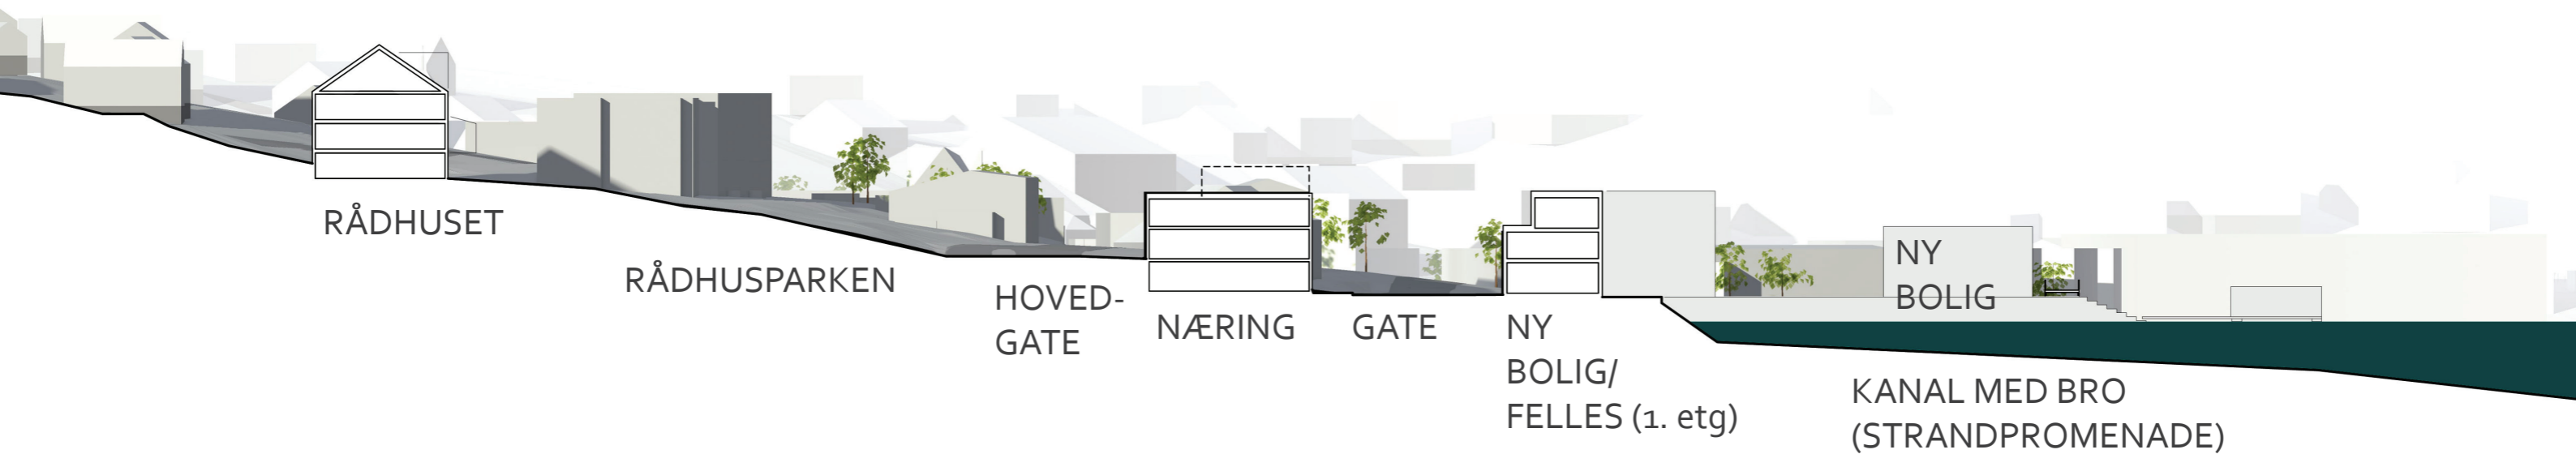 RÅDHUSET
RÅDHUSPARKEN
HOVED-
GATE
NÆRING
GATE
NY
BOLIG/
FELLES (1. etg)
NY
BOLIG
KANAL MED BRO
(STRANDPROMENADE)